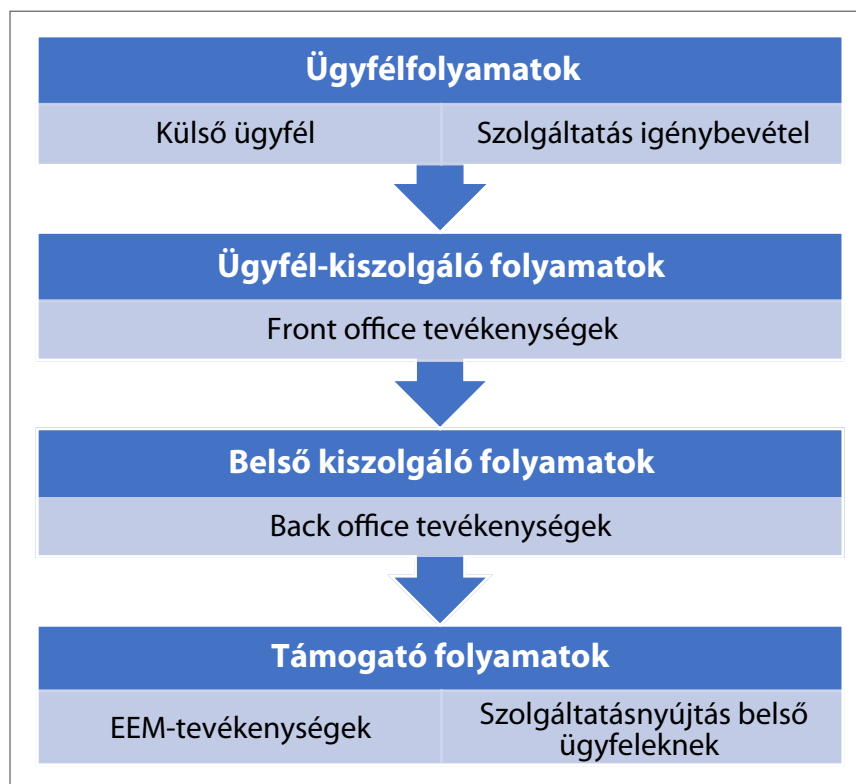 Ügyfélfolyamatok
Külső ügyfél
Szolgáltatás igénybevétel
Ügyfél-kiszolgáló folyamatok
Front office tevékenységek
Belső kiszolgáló folyamatok
Back office tevékenységek
Támogató folyamatok
EEM-tevékenységek
Szolgáltatásnyújtás belső
ügyfeleknek